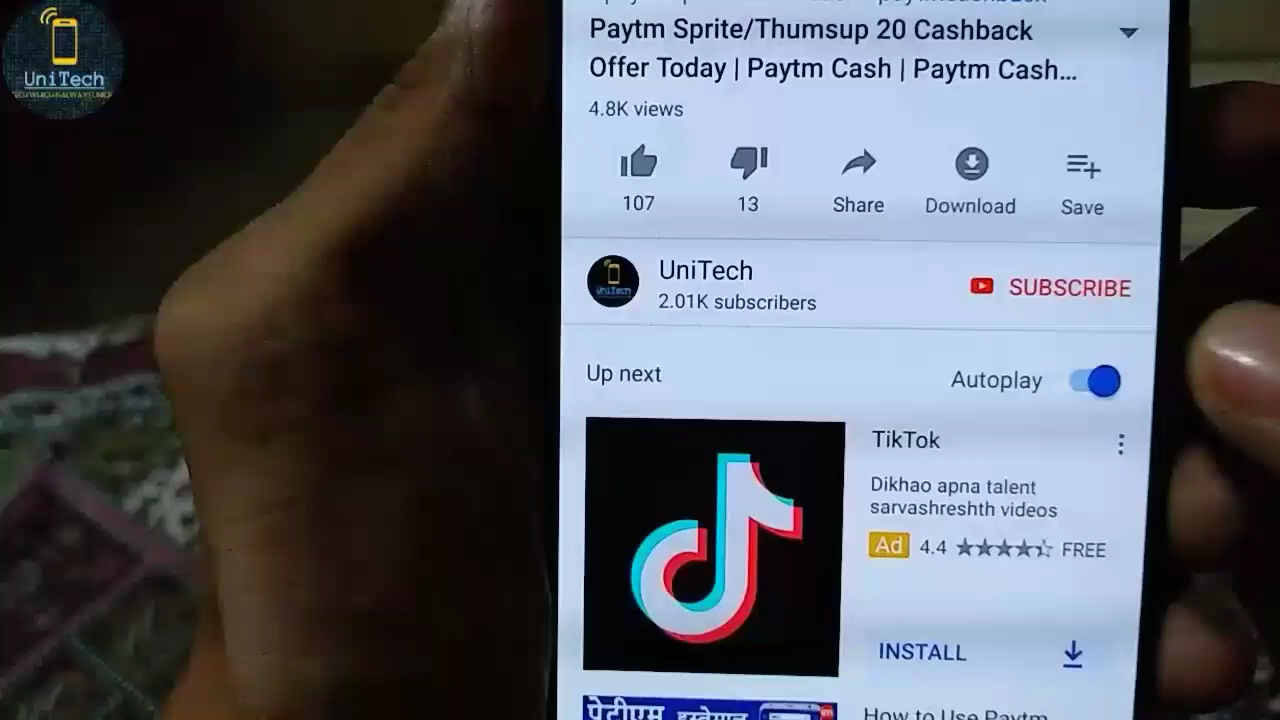 UniTech
Paytm Sprite/Thumsup 20 Cashback
Offer Today | Paytm Cash | Paytm Cash...
4.8K views
107
13
Share
Download
Save
UniTech
2.01K subscribers
SUBSCRIBE
Up next
Autoplay
TikTok
Dikhao apna talent
sarvashreshth videos
Ad 4.4 FREE
INSTALL
पेटीएम इस्तेमाल
How to Use Paytm